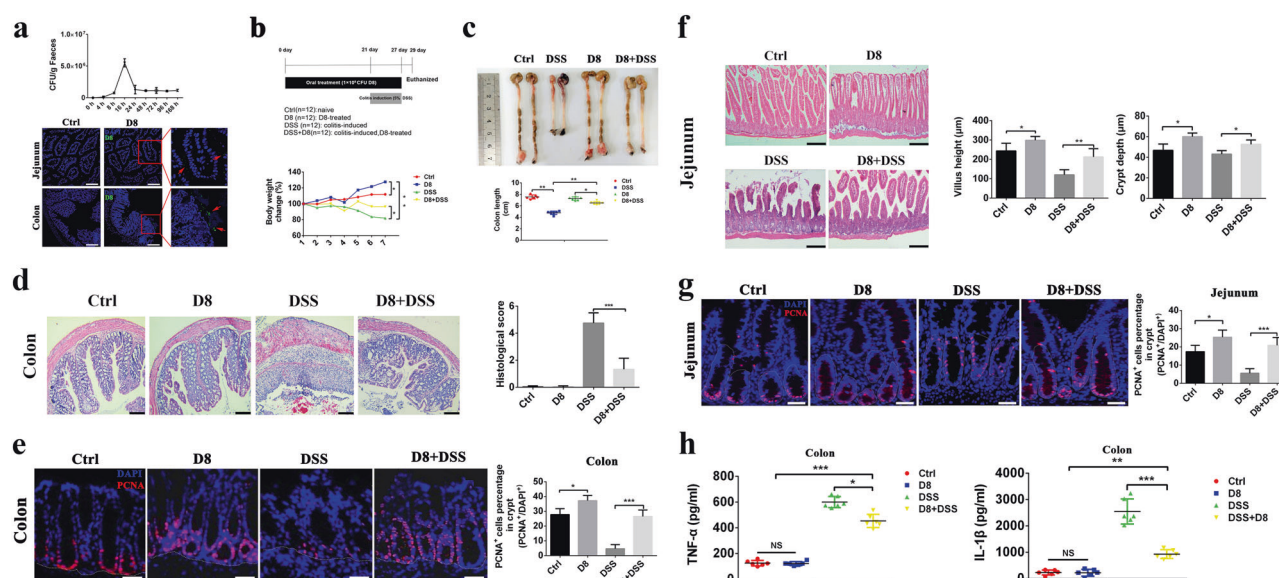 a
1.0×10⁷
5.0×10⁶
0
CFU/g Faeces
0 h
4 h
8 h
16 h
24 h
48 h
72 h
96 h
168 h
D8
D8
D8
Jejunum
Colon
b
0 day
21 day
27 day
29 day
Euthanized
Ctrl(n=12):naive
D8 (n=12): D8-treated
DSS (n=12): colitis-induced
DSS+D8(n=12): colitis-induced,D8-treated
Body weight
change (%)
140
120
100
80
60
1 2 3 4 5 6 7
Ctrl
D8
DSS
D8+DSS
*
*
*
c
Ctrl DSS D8 D8+DSS
Colon length
(cm)
10
8
6
4
2
0
** ** *
Ctrl
DSS
D8
D8+DSS
d
Colon
Ctrl D8 DSS D8+DSS
Histological score
6
4
2
0
***
Ctrl
D8
DSS
D8+DSS
e
Colon
Ctrl D8 DSS D8+DSS
DAPI
PCNA
Colon
PCNA⁺ cells percentage
in crypt
(PCNA⁺/DAPI⁺)
50
40
30
20
10
0
* ***
Ctrl
D8
DSS
D8+DSS
f
Jejunum
Ctrl D8
DSS D8+DSS
Villus height (μm)
400
300
200
100
0
* **
Ctrl
D8
DSS
D8+DSS
Crypt depth (μm)
100
80
60
40
20
0
* *
Ctrl
D8
DSS
D8+DSS
g
Jejunum
Ctrl D8 DSS D8+DSS
DAPI
PCNA
Jejunum
PCNA⁺ cells percentage
in crypt
(PCNA⁺/DAPI⁺)
40
30
20
10
0
* ***
Ctrl
D8
DSS
D8+DSS
h
Colon
TNF-α (pg/ml)
800
600
400
200
0
***
*
NS
Ctrl
D8
DSS
D8+DSS
Colon
IL-1β (pg/ml)
4000
3000
2000
1000
0
**
***
NS
Ctrl
D8
DSS
DSS+D8